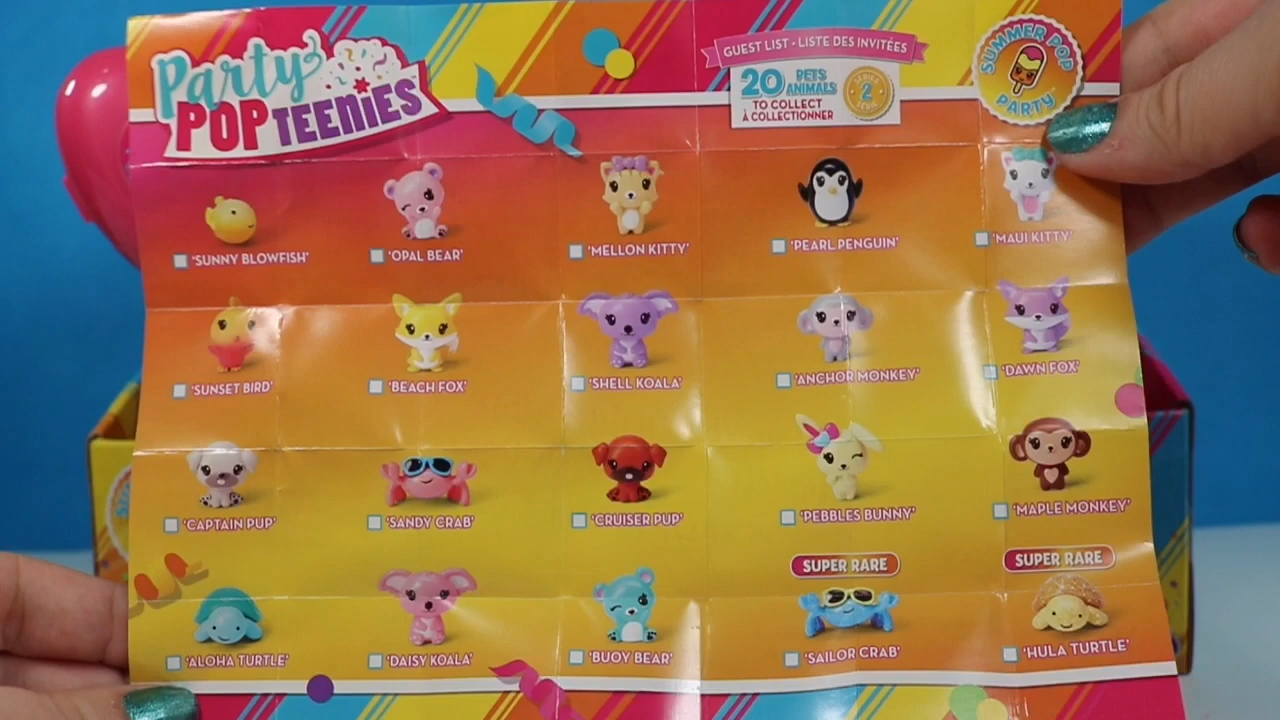 Party
POP TEENIES
GUEST LIST • LISTE DES INVITÉES
20 PETS
ANIMALS
TO COLLECT
À COLLECTIONNER
SERIES
2
SERIE
SUMMER POP
PARTY
'SUNNY BLOWFISH'
'OPAL BEAR'
'MELLON KITTY'
'PEARL PENGUIN'
'MAUI KITTY'
'SUNSET BIRD'
'BEACH FOX'
'SHELL KOALA'
'ANCHOR MONKEY'
'DAWN FOX'
'CAPTAIN PUP'
'SANDY CRAB'
'CRUISER PUP'
'PEBBLES BUNNY'
'MAPLE MONKEY'
SUPER RARE
SUPER RARE
'ALOHA TURTLE'
'DAISY KOALA'
'BUOY BEAR'
'SAILOR CRAB'
'HULA TURTLE'